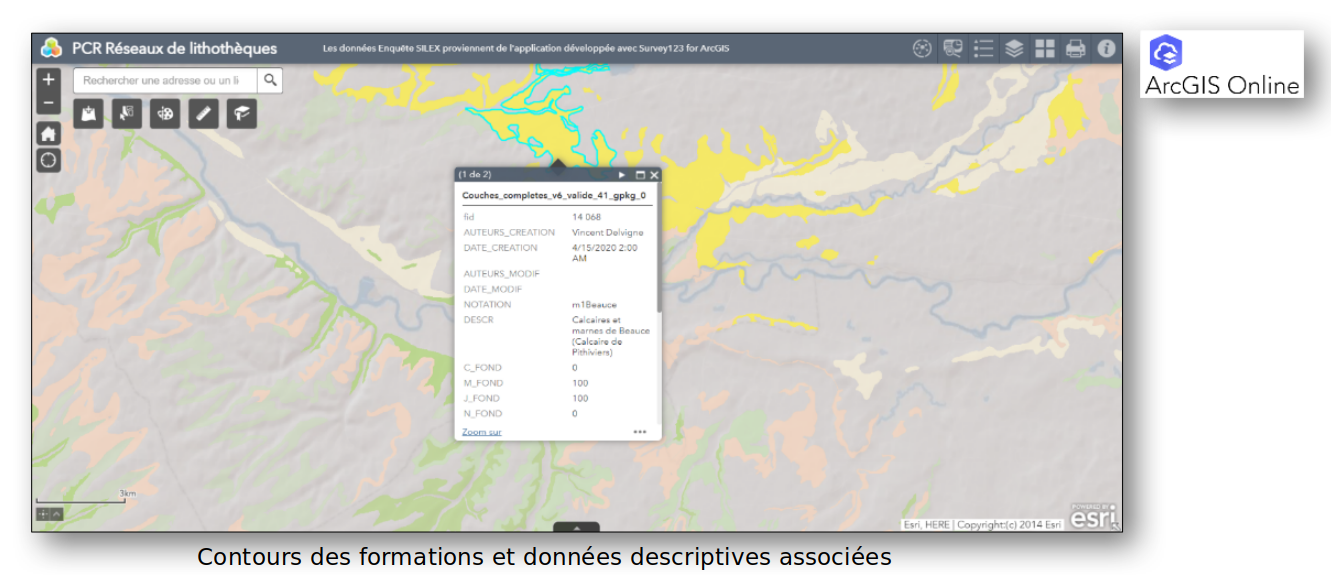 PCR Réseaux de lithothèques
Les données Enquête SILEX proviennent de l'application développée avec Survey123 for ArcGIS
ArcGIS Online
Rechercher une adresse ou un li
(1 de 2)
Couches_completes_v6_valide_41_gpkg_0
fid 14 068
AUTEURS_CREATION Vincent Delvigne
DATE_CREATION 4/15/2020 2:00
AM
AUTEURS_MODIF
DATE_MODIF
NOTATION m1Beauce
DESCR Calcaires et
marnes de Beauce
(Calcaire de
Pithiviers)
C_FOND 0
M_FOND 100
J_FOND 100
N_FOND 0
Zoom sur
3km
Esri, HERE | Copyright:(c) 2014 Esri
POWERED BY
esri
Contours des formations et données descriptives associées